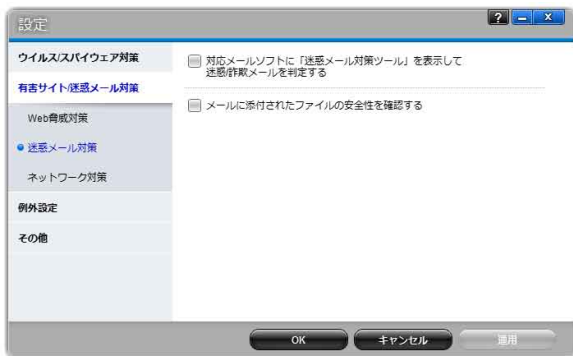 設定
? – X
ウイルス/スパイウェア対策
有害サイト/迷惑メール対策
Web脅威対策
迷惑メール対策
ネットワーク対策
例外設定
その他
対応メールソフトに「迷惑メール対策ツール」を表示して
迷惑/詐欺メールを判定する
メールに添付されたファイルの安全性を確認する
OK
キャンセル
適用